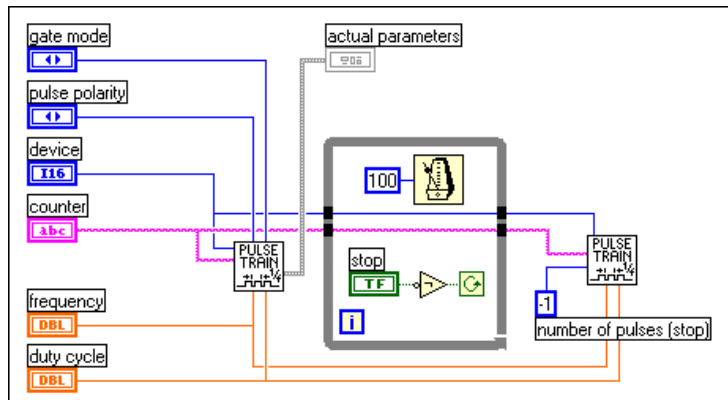 gate mode
actual parameters
pulse polarity
device
I16
100
counter
abc
PULSE
TRAIN
PULSE
TRAIN
stop
TF
frequency
DBL
i
-1
number of pulses (stop)
duty cycle
DBL